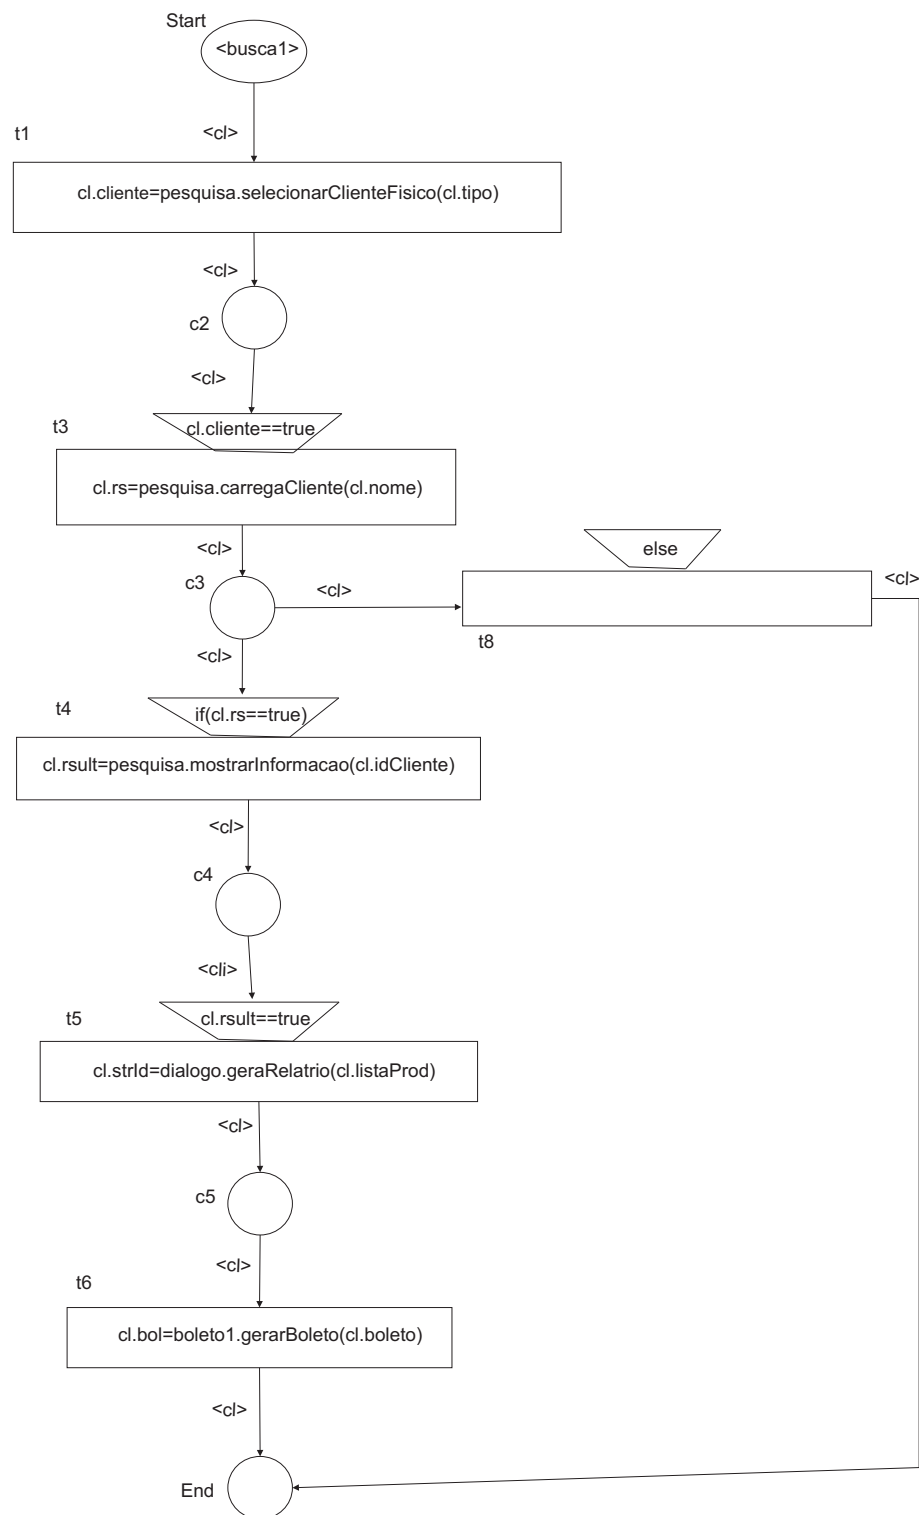 Start
<busca1>
<cl>
t1
cl.cliente=pesquisa.selecionarClienteFisico(cl.tipo)
<cl>
c2
<cl>
t3
cl.cliente==true
cl.rs=pesquisa.carregaCliente(cl.nome)
<cl>
else
c3
<cl>
<cl>
t8
<cl>
t4
if(cl.rs==true)
cl.rsult=pesquisa.mostrarInformacao(cl.idCliente)
<cl>
c4
<cli>
t5
cl.rsult==true
cl.strId=dialogo.geraRelatrio(cl.listaProd)
<cl>
c5
<cl>
t6
cl.bol=boleto1.gerarBoleto(cl.boleto)
<cl>
End